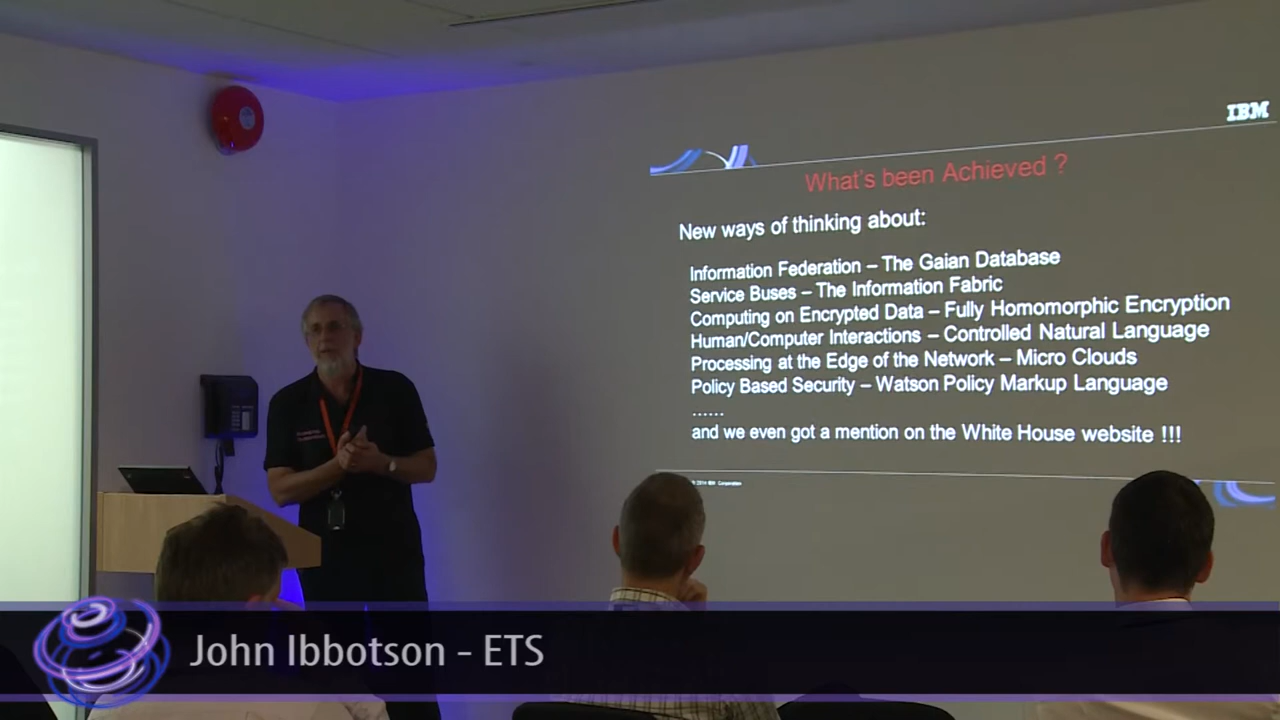 IBM
What's been Achieved ?
New ways of thinking about:
Information Federation – The Gaian Database
Service Buses – The Information Fabric
Computing on Encrypted Data – Fully Homomorphic Encryption
Human/Computer Interactions – Controlled Natural Language
Processing at the Edge of the Network – Micro Clouds
Policy Based Security – Watson Policy Markup Language
......
and we even got a mention on the White House website !!!
© 2014 IBM Corporation
John Ibbotson - ETS